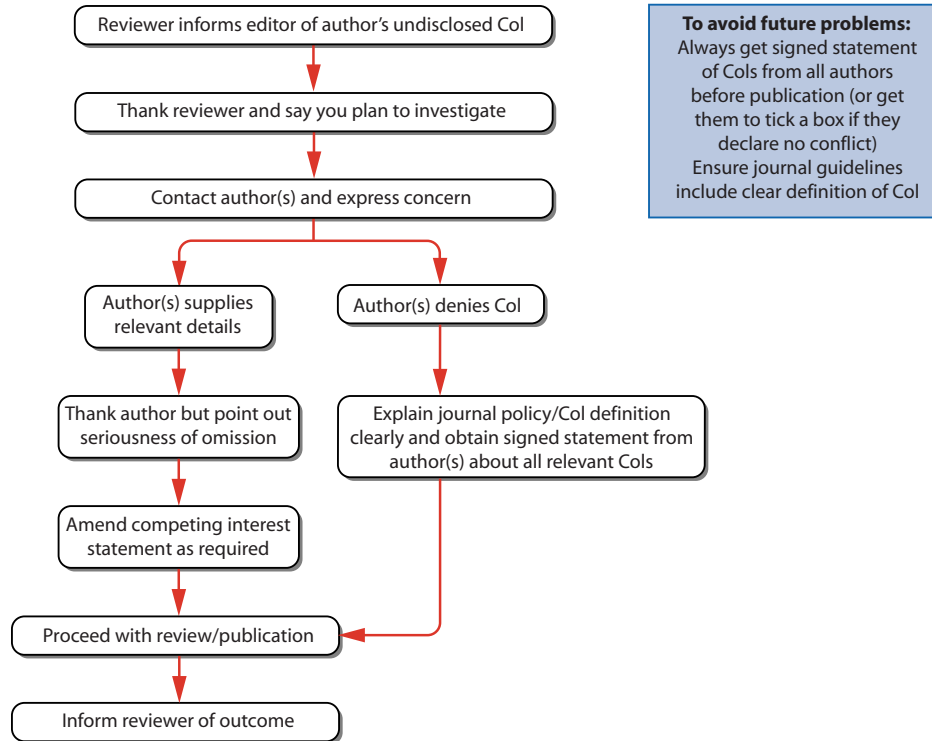 Reviewer informs editor of author's undisclosed CoI
Thank reviewer and say you plan to investigate
Contact author(s) and express concern
Author(s) supplies
relevant details
Author(s) denies CoI
Thank author but point out
seriousness of omission
Explain journal policy/CoI definition
clearly and obtain signed statement from
author(s) about all relevant CoIs
Amend competing interest
statement as required
Proceed with review/publication
Inform reviewer of outcome
To avoid future problems:
Always get signed statement
of CoIs from all authors
before publication (or get
them to tick a box if they
declare no conflict)
Ensure journal guidelines
include clear definition of CoI